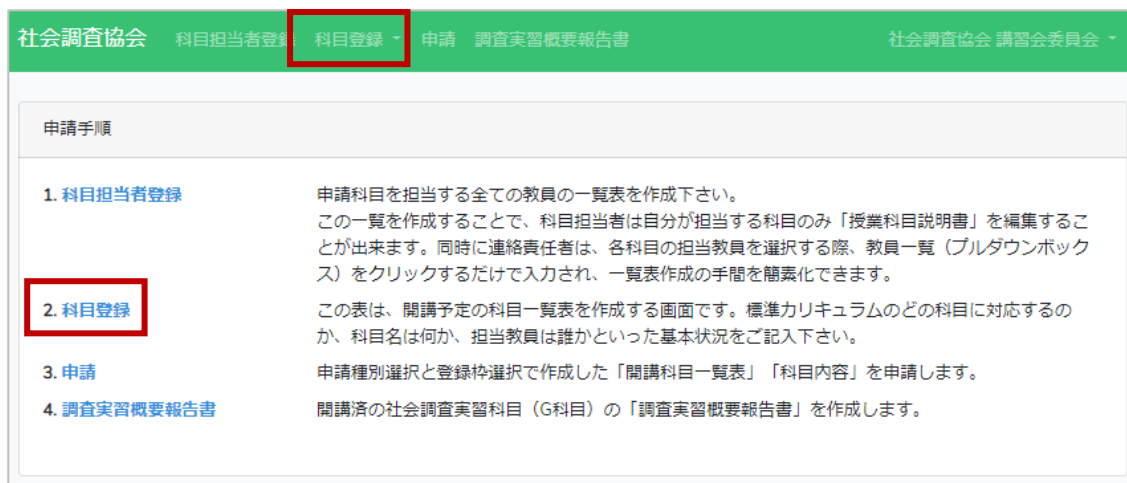 社会調査協会 科目担当者登録 科目登録 申請 調査実習概要報告書 社会調査協会 講習会委員会
申請手順
1. 科目担当者登録 申請科目を担当する全ての教員の一覧表を作成下さい。
この一覧を作成することで、科目担当者は自分が担当する科目のみ「授業科目説明書」を編集するこ
とが出来ます。同時に連絡責任者は、各科目の担当教員を選択する際、教員一覧（プルダウンボック
ス）をクリックするだけで入力され、一覧表作成の手間を簡素化できます。
2. 科目登録 この表は、開講予定の科目一覧表を作成する画面です。標準カリキュラムのどの科目に対応するの
か、科目名は何か、担当教員は誰かといった基本状況をご記入下さい。
3. 申請 申請種別選択と登録枠選択で作成した「開講科目一覧表」「科目内容」を申請します。
4. 調査実習概要報告書 開講済の社会調査実習科目（G科目）の「調査実習概要報告書」を作成します。